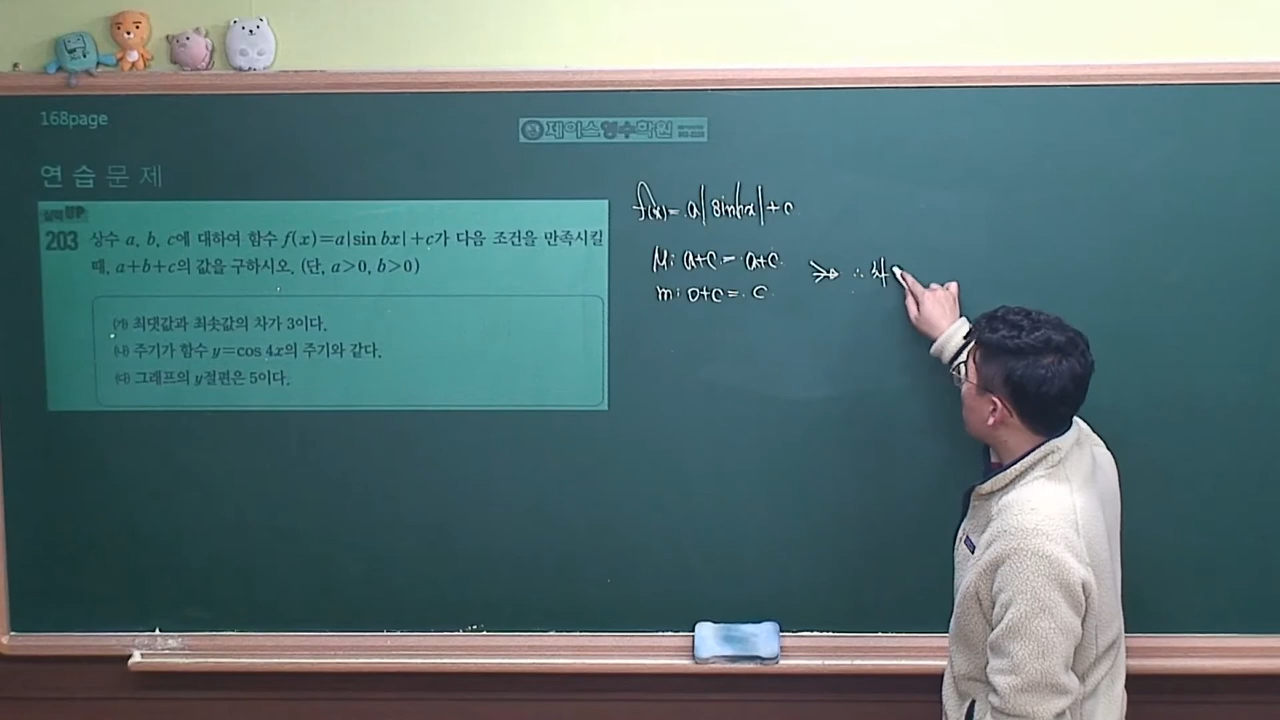 168page
제이스영수학원
연습문제
실력UP
203 상수 a, b, c에 대하여 함수 f(x)=a|sin bx|+c가 다음 조건을 만족시킬
때, a+b+c의 값을 구하시오. (단, a>0, b>0)
㈎ 최댓값과 최솟값의 차가 3이다.
㈏ 주기가 함수 y=cos 4x의 주기와 같다.
㈐ 그래프의 y절편은 5이다.
f(x)= a|sinbx|+c
M: a+c = a+c
m: 0+c = c
∴ 차